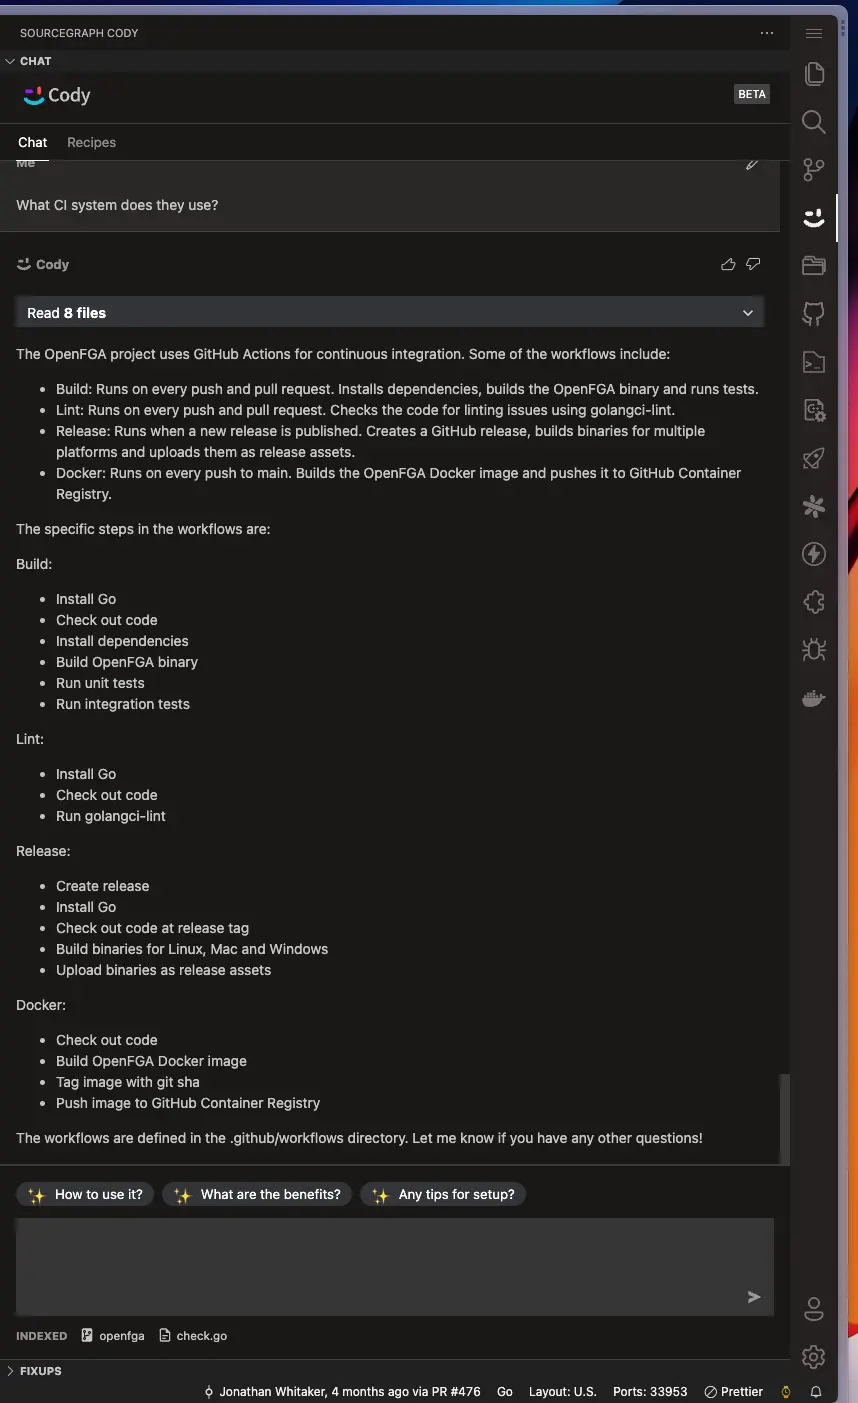 SOURCEGRAPH CODY
CHAT
Cody
BETA
Chat Recipes
Me
What CI system does they use?
Cody
Read 8 files
The OpenFGA project uses GitHub Actions for continuous integration. Some of the workflows include:
• Build: Runs on every push and pull request. Installs dependencies, builds the OpenFGA binary and runs tests.
• Lint: Runs on every push and pull request. Checks the code for linting issues using golangci-lint.
• Release: Runs when a new release is published. Creates a GitHub release, builds binaries for multiple
platforms and uploads them as release assets.
• Docker: Runs on every push to main. Builds the OpenFGA Docker image and pushes it to GitHub Container
Registry.
The specific steps in the workflows are:
Build:
• Install Go
• Check out code
• Install dependencies
• Build OpenFGA binary
• Run unit tests
• Run integration tests
Lint:
• Install Go
• Check out code
• Run golangci-lint
Release:
• Create release
• Install Go
• Check out code at release tag
• Build binaries for Linux, Mac and Windows
• Upload binaries as release assets
Docker:
• Check out code
• Build OpenFGA Docker image
• Tag image with git sha
• Push image to GitHub Container Registry
The workflows are defined in the .github/workflows directory. Let me know if you have any other questions!
How to use it? What are the benefits? Any tips for setup?
INDEXED openfga check.go
FIXUPS
Jonathan Whitaker, 4 months ago via PR #476 Go Layout: U.S. Ports: 33953 Prettier